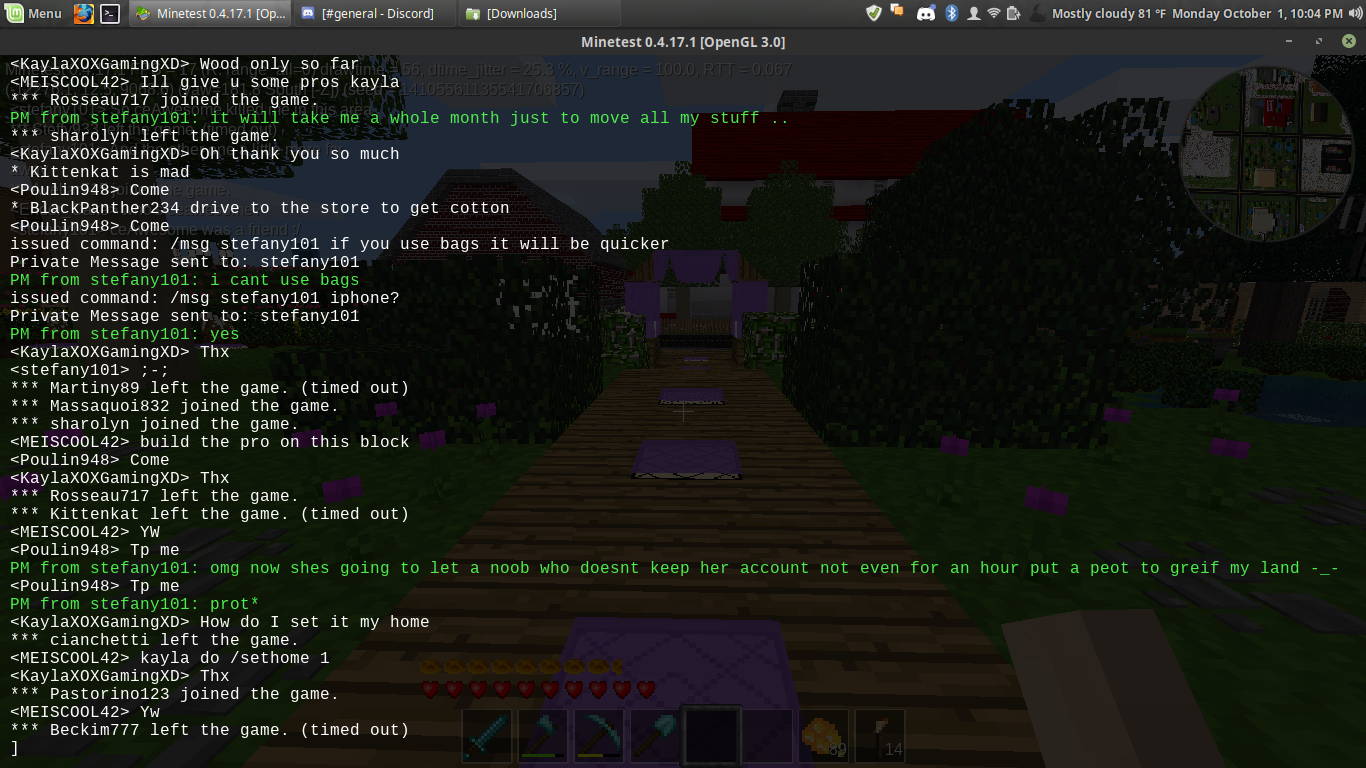 Menu
Minetest 0.4.17.1 [Op...
[#general - Discord]
[Downloads]
Mostly cloudy 81 °F Monday October 1, 10:04 PM
Minetest 0.4.17.1 [OpenGL 3.0]
<KaylaXOXGamingXD> Wood only so far
<MEISCOOL42> Ill give u some pros kayla
*** Rosseau717 joined the game.
PM from stefany101: it will take me a whole month just to move all my stuff ..
*** sharolyn left the game.
<KaylaXOXGamingXD> Oh thank you so much
* Kittenkat is mad
<Poulin948> Come
* BlackPanther234 drive to the store to get cotton
<Poulin948> Come
issued command: /msg stefany101 if you use bags it will be quicker
Private Message sent to: stefany101
PM from stefany101: i cant use bags
issued command: /msg stefany101 iphone?
Private Message sent to: stefany101
PM from stefany101: yes
<KaylaXOXGamingXD> Thx
<stefany101> ;-;
*** Martiny89 left the game. (timed out)
*** Massaquoi832 joined the game.
*** sharolyn joined the game.
<MEISCOOL42> build the pro on this block
<Poulin948> Come
<KaylaXOXGamingXD> Thx
*** Rosseau717 left the game.
*** Kittenkat left the game. (timed out)
<MEISCOOL42> YW
<Poulin948> Tp me
PM from stefany101: omg now shes going to let a noob who doesnt keep her account not even for an hour put a peot to greif my land -_-
<Poulin948> Tp me
PM from stefany101: prot*
<KaylaXOXGamingXD> How do I set it my home
*** cianchetti left the game.
<MEISCOOL42> kayla do /sethome 1
<KaylaXOXGamingXD> Thx
*** Pastorino123 joined the game.
<MEISCOOL42> Yw
*** Beckim777 left the game. (timed out)
]
89
14